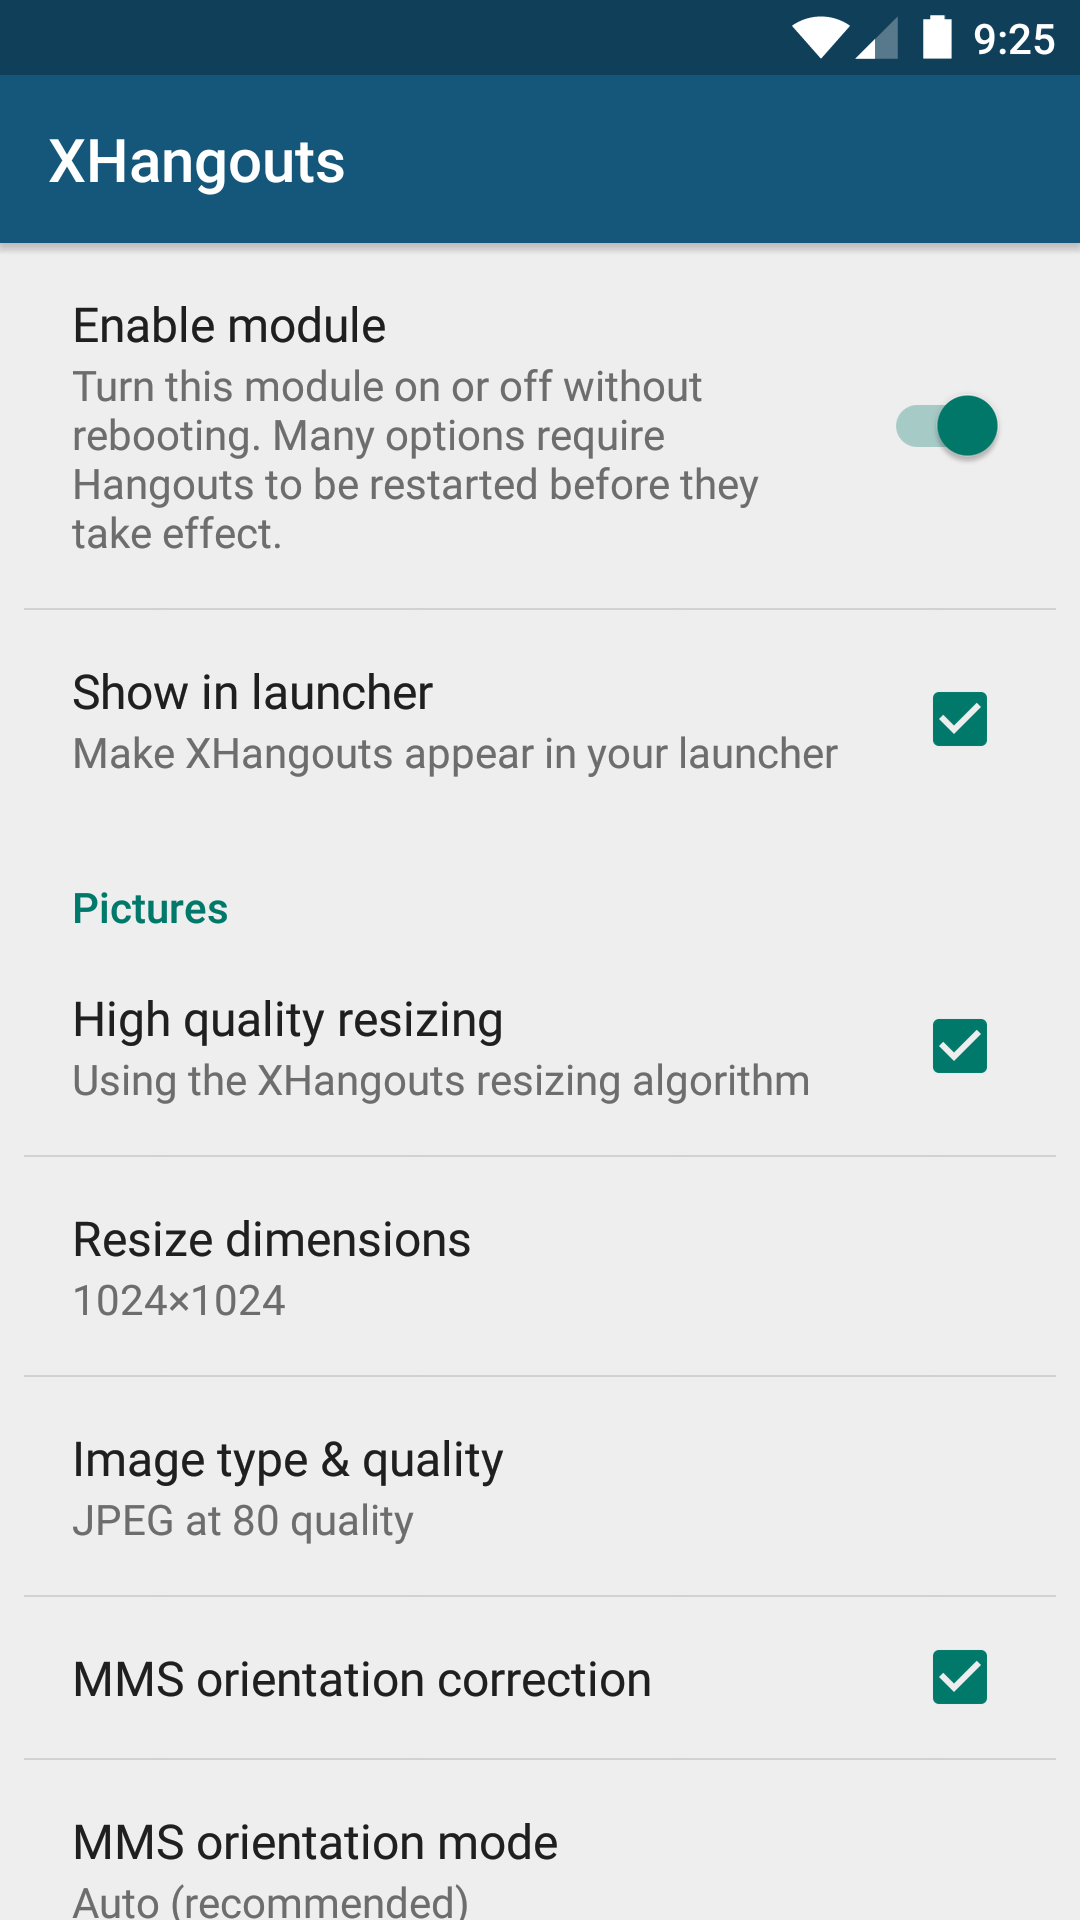 9:25
XHangouts
Enable module
Turn this module on or off without
rebooting. Many options require
Hangouts to be restarted before they
take effect.
Show in launcher
Make XHangouts appear in your launcher
Pictures
High quality resizing
Using the XHangouts resizing algorithm
Resize dimensions
1024×1024
Image type & quality
JPEG at 80 quality
MMS orientation correction
MMS orientation mode
Auto (recommended)